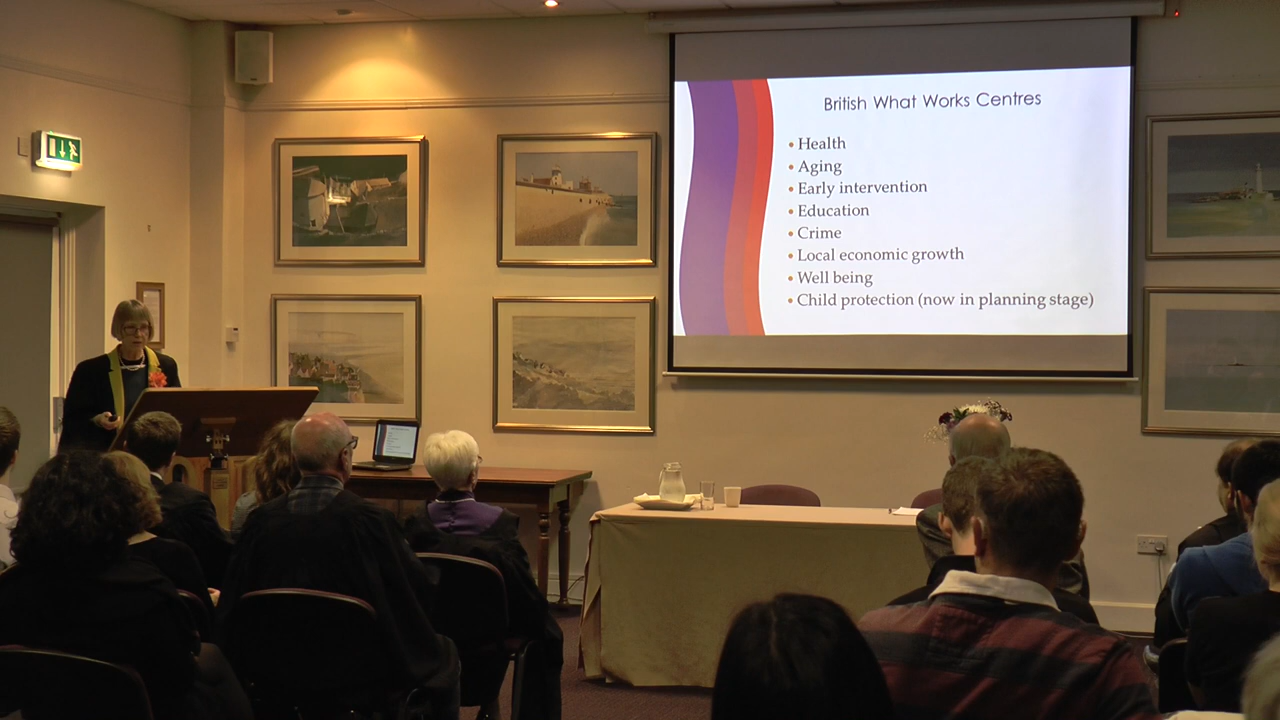 British What Works Centres
• Health
• Aging
• Early intervention
• Education
• Crime
• Local economic growth
• Well being
• Child protection (now in planning stage)